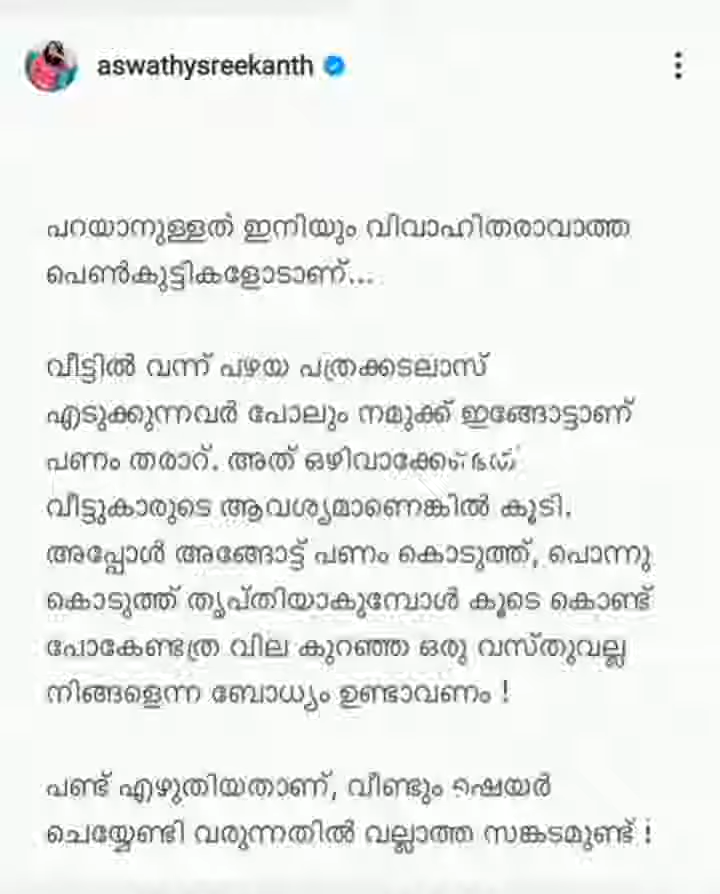 aswathysreekanth
പറയാനുള്ളത് ഇനിയും വിവാഹിതരാവാത്ത
പെൺകുട്ടികളോടാണ്...
വീട്ടിൽ വന്ന് പഴയ പത്രക്കടലാസ്
എടുക്കുന്നവർ പോലും നമുക്ക് ഇങ്ങോട്ടാണ്
പണം തരാറ്. അത് ഒഴിവാക്കേണ്ടത്
വീട്ടുകാരുടെ ആവശ്യമാണെങ്കിൽ കൂടി.
അപ്പോൾ അങ്ങോട്ട് പണം കൊടുത്ത്, പൊന്നു
കൊടുത്ത് തൃപ്തിയാകുമ്പോൾ കൂടെ കൊണ്ട്
പോകേണ്ടത്ര വില കുറഞ്ഞ ഒരു വസ്തുവല്ല
നിങ്ങളെന്ന ബോധ്യം ഉണ്ടാവണം !
പണ്ട് എഴുതിയതാണ്, വീണ്ടും ഷെയർ
ചെയ്യേണ്ടി വരുന്നതിൽ വല്ലാത്ത സങ്കടമുണ്ട് !